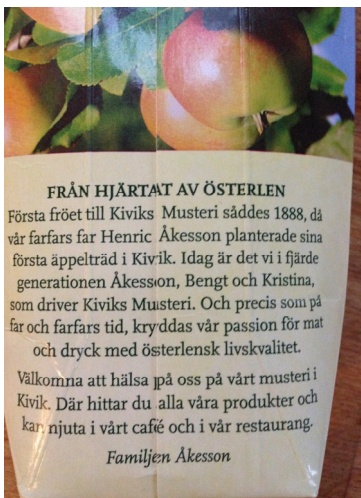 FRÅN HJÄRTAT AV ÖSTERLEN
Första fröet till Kiviks Musteri såddes 1888, då
vår farfars far Henric Åkesson planterade sina
första äppelträd i Kivik. Idag är det vi i fjärde
generationen Åkesson, Bengt och Kristina,
som driver Kiviks Musteri. Och precis som på
far och farfars tid, kryddas vår passion för mat
och dryck med österlensk livskvalitet.
Välkomna att hälsa på oss på vårt musteri i
Kivik. Där hittar du alla våra produkter och
kan njuta i vårt café och i vår restaurang.
Familjen Åkesson